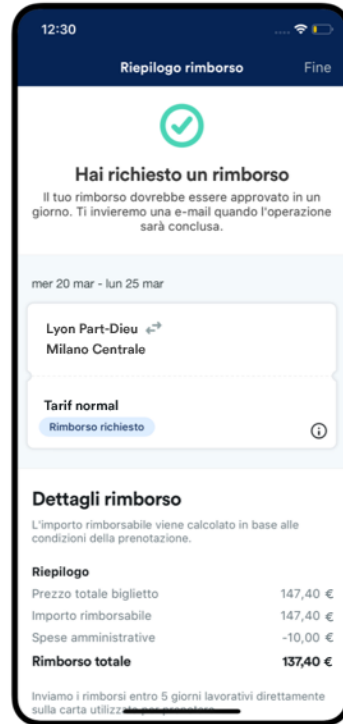 12:30
Riepilogo rimborso Fine
Hai richiesto un rimborso
Il tuo rimborso dovrebbe essere approvato in un
giorno. Ti invieremo una e-mail quando l'operazione
sarà conclusa.
mer 20 mar - lun 25 mar
Lyon Part-Dieu
Milano Centrale
Tarif normal
Rimborso richiesto
Dettagli rimborso
L'importo rimborsabile viene calcolato in base alle
condizioni della prenotazione.
Riepilogo
Prezzo totale biglietto 147,40 €
Importo rimborsabile 147,40 €
Spese amministrative -10,00 €
Rimborso totale 137,40 €
Inviamo i rimborsi entro 5 giorni lavorativi direttamente
sulla carta utilizzata per